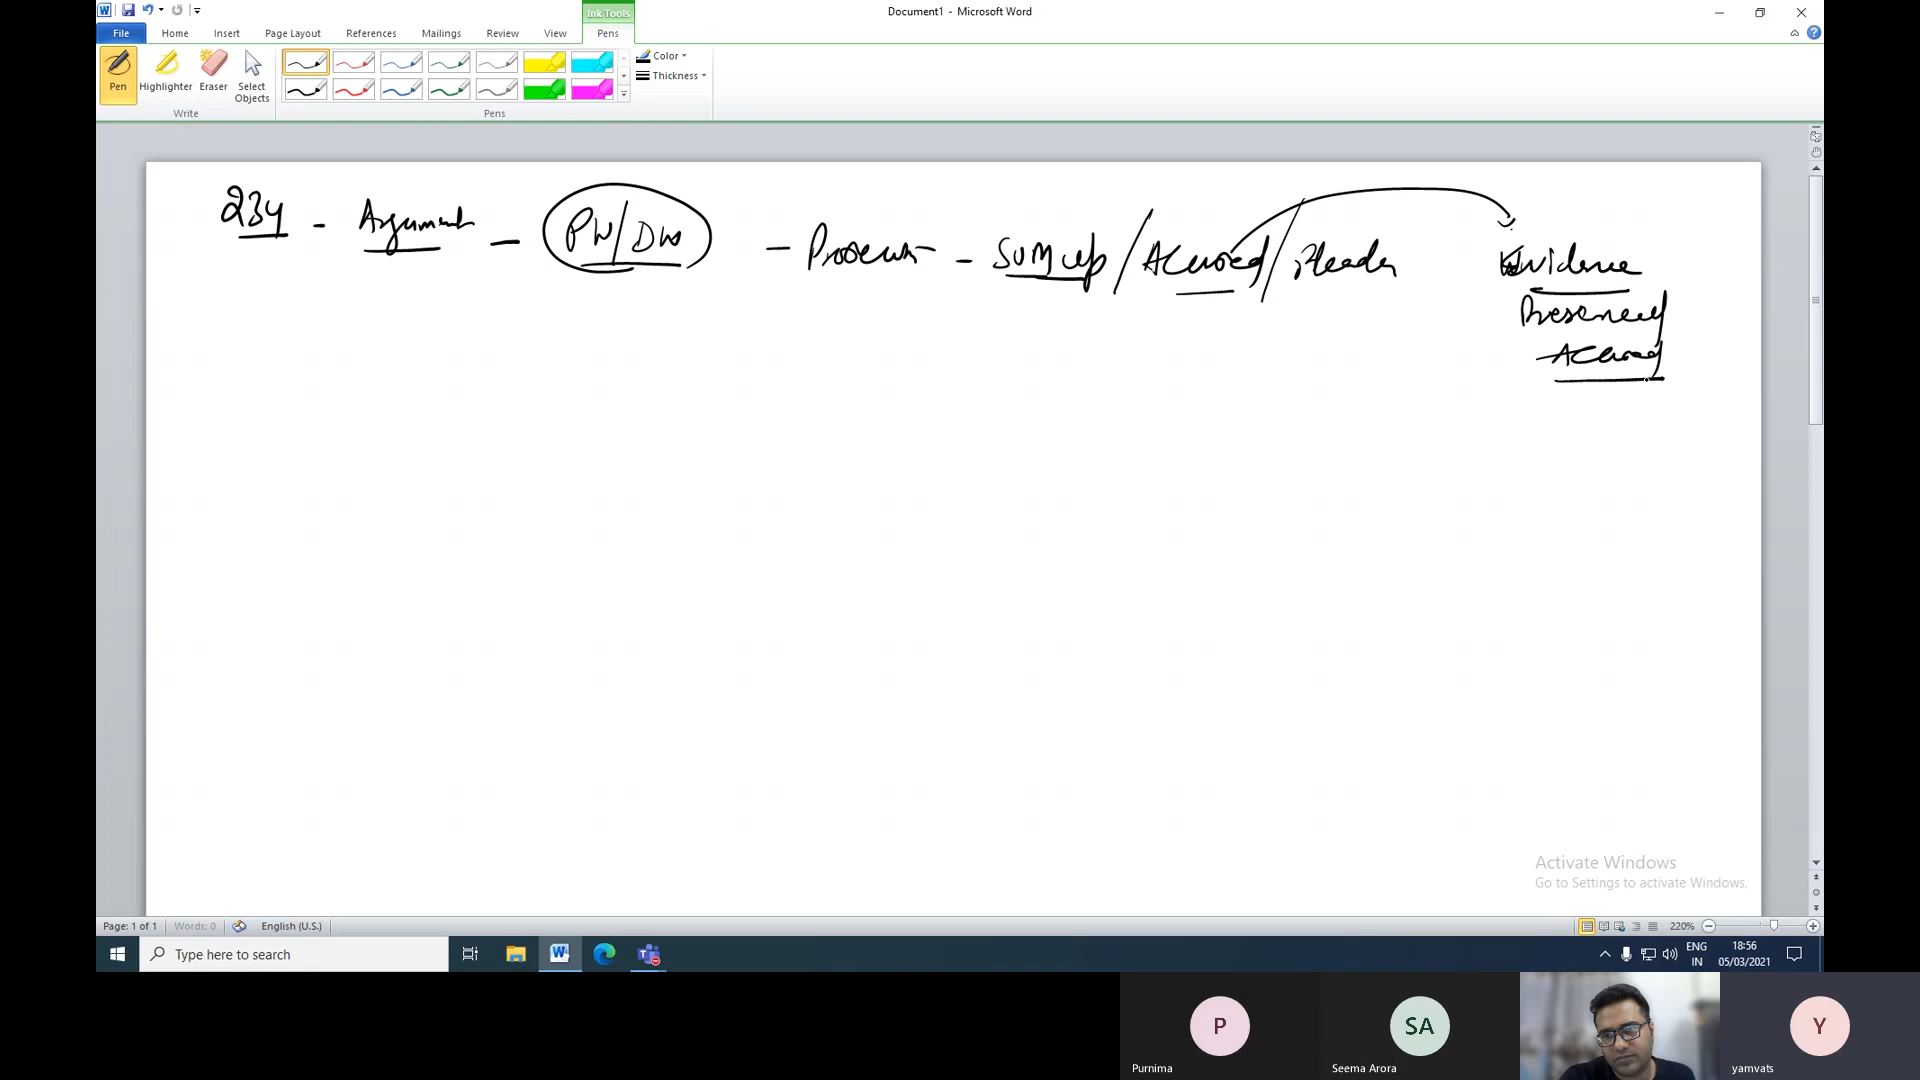 Document1 - Microsoft Word
Ink Tools
File Home Insert Page Layout References Mailings Review View Pens
Pen Highlighter Eraser Select Objects
Color
Thickness
Write Pens
234 - Argument - PW/DW - Prosecut - Sum up / Accused / Pleader
Evidence
Presence of
Accused
Activate Windows
Go to Settings to activate Windows.
Page: 1 of 1 Words: 0 English (U.S.) 220%
Type here to search
ENG
IN
18:56
05/03/2021
P SA Y
Purnima Seema Arora yamvats